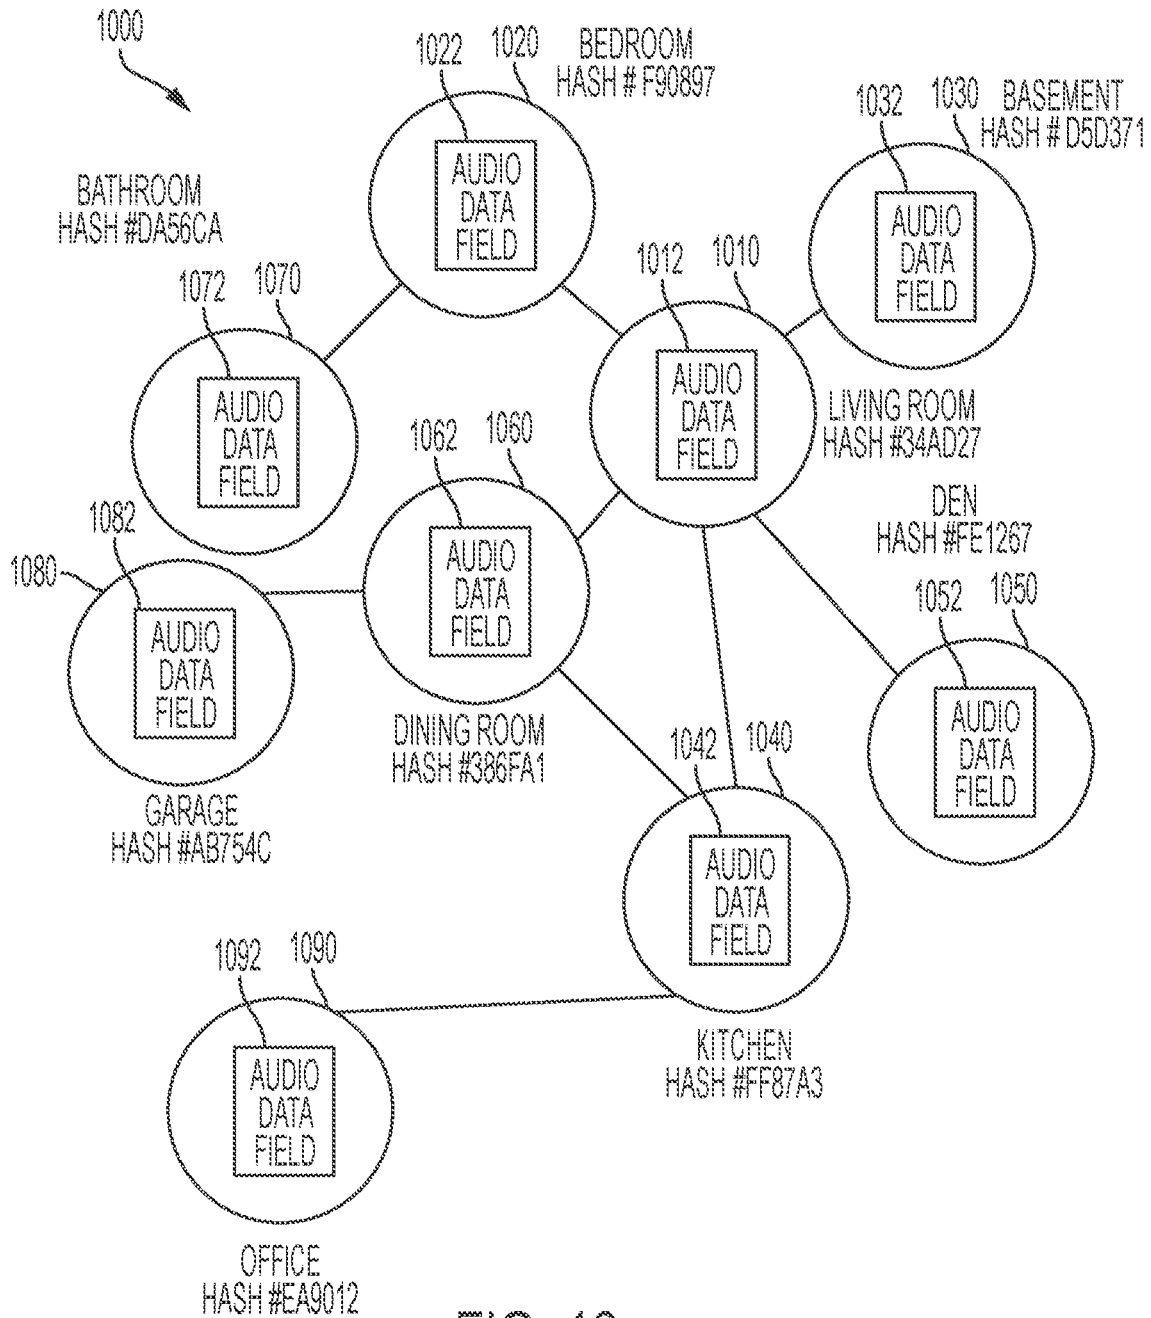 1000
1022
1020
BEDROOM
HASH # F90897
AUDIO
DATA
FIELD
1032
1030
BASEMENT
HASH # D5D371
AUDIO
DATA
FIELD
BATHROOM
HASH #DA56CA
1072
1070
AUDIO
DATA
FIELD
1012
1010
AUDIO
DATA
FIELD
LIVING ROOM
HASH #34AD27
1062
1060
AUDIO
DATA
FIELD
DINING ROOM
HASH #386FA1
DEN
HASH #FE1267
1052
1050
AUDIO
DATA
FIELD
1080
1082
AUDIO
DATA
FIELD
GARAGE
HASH #AB754C
1042
1040
AUDIO
DATA
FIELD
KITCHEN
HASH #FF87A3
1092
1090
AUDIO
DATA
FIELD
OFFICE
HASH #EA9012